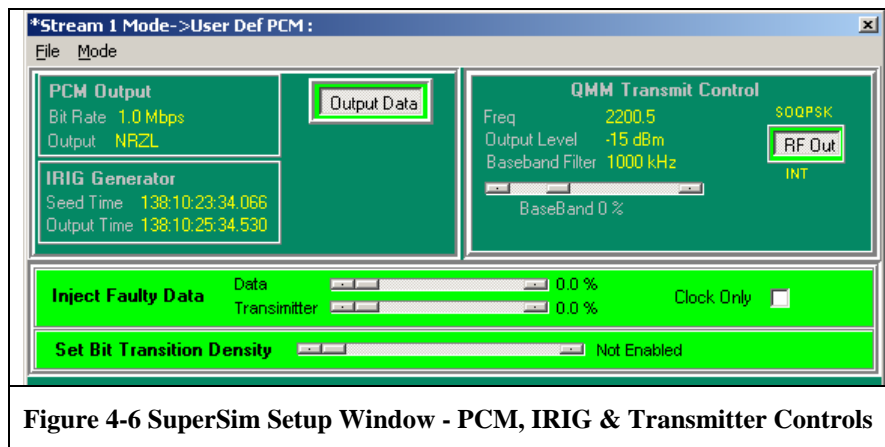 *Stream 1 Mode->User Def PCM :
File Mode
PCM Output
Bit Rate 1.0 Mbps
Output NRZL
Output Data
IRIG Generator
Seed Time 138:10:23:34.066
Output Time 138:10:25:34.530
QMM Transmit Control
Freq 2200.5
Output Level -15 dBm
Baseband Filter 1000 kHz
BaseBand 0 %
SOQPSK
RF Out
INT
Inject Faulty Data
Data 0.0 %
Transimitter 0.0 %
Clock Only
Set Bit Transition Density Not Enabled
Figure 4-6 SuperSim Setup Window - PCM, IRIG & Transmitter Controls